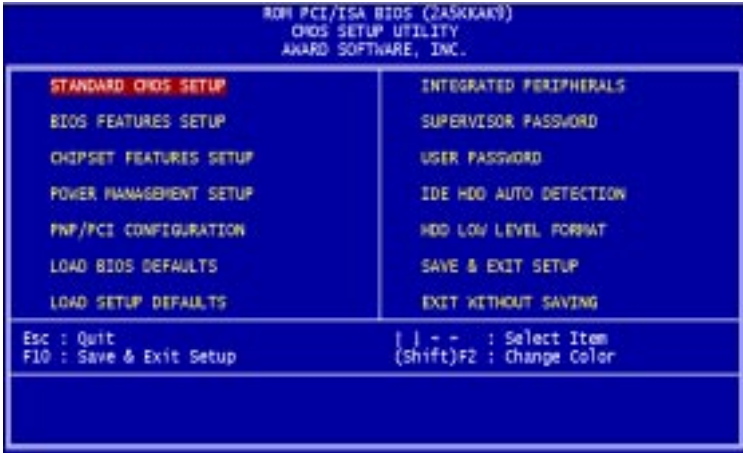 ROM PCI/ISA BIOS (2A5KKAK9)
CMOS SETUP UTILITY
AWARD SOFTWARE, INC.
STANDARD CMOS SETUP
BIOS FEATURES SETUP
CHIPSET FEATURES SETUP
POWER MANAGEMENT SETUP
PNP/PCI CONFIGURATION
LOAD BIOS DEFAULTS
LOAD SETUP DEFAULTS
INTEGRATED PERIPHERALS
SUPERVISOR PASSWORD
USER PASSWORD
IDE HDD AUTO DETECTION
HDD LOW LEVEL FORMAT
SAVE & EXIT SETUP
EXIT WITHOUT SAVING
Esc : Quit
F10 : Save & Exit Setup
: Select Item
(Shift)F2 : Change Color